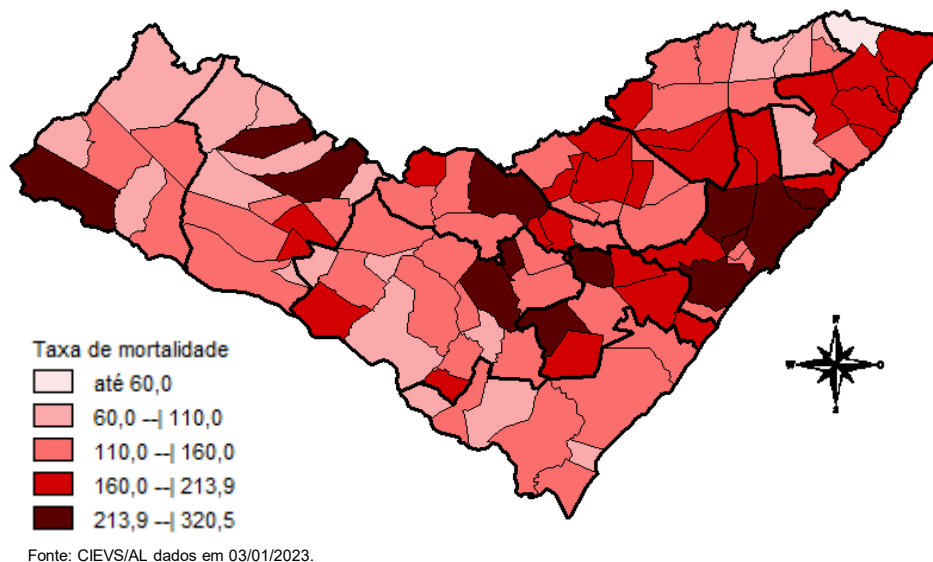 N
W
O
S
Taxa de mortalidade
até 60,0
60,0 --| 110,0
110,0 --| 160,0
160,0 --| 213,9
213,9 --| 320,5
Fonte: CIEVS/AL dados em 03/01/2023.